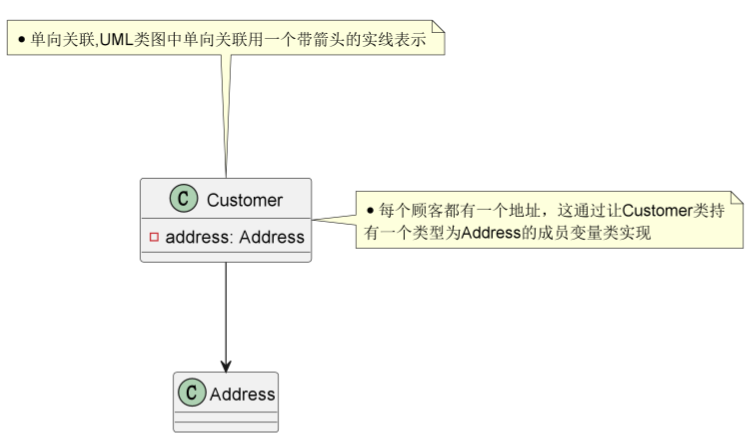 • 单向关联,UML类图中单向关联用一个带箭头的实线表示
C Customer
address: Address
• 每个顾客都有一个地址，这通过让Customer类持
有一个类型为Address的成员变量类实现
C Address